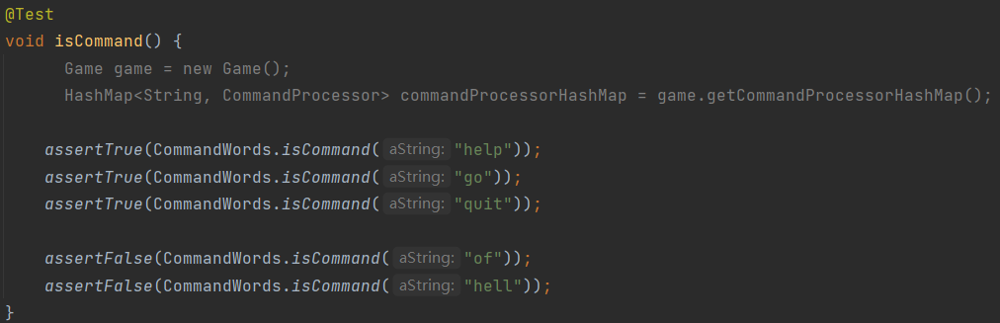 @Test
void isCommand() {
Game game = new Game();
HashMap<String, CommandProcessor> commandProcessorHashMap = game.getCommandProcessorHashMap();
assertTrue(CommandWords.isCommand( aString: "help"));
assertTrue(CommandWords.isCommand( aString: "go"));
assertTrue(CommandWords.isCommand( aString: "quit"));
assertFalse(CommandWords.isCommand( aString: "of"));
assertFalse(CommandWords.isCommand( aString: "hell"));
}